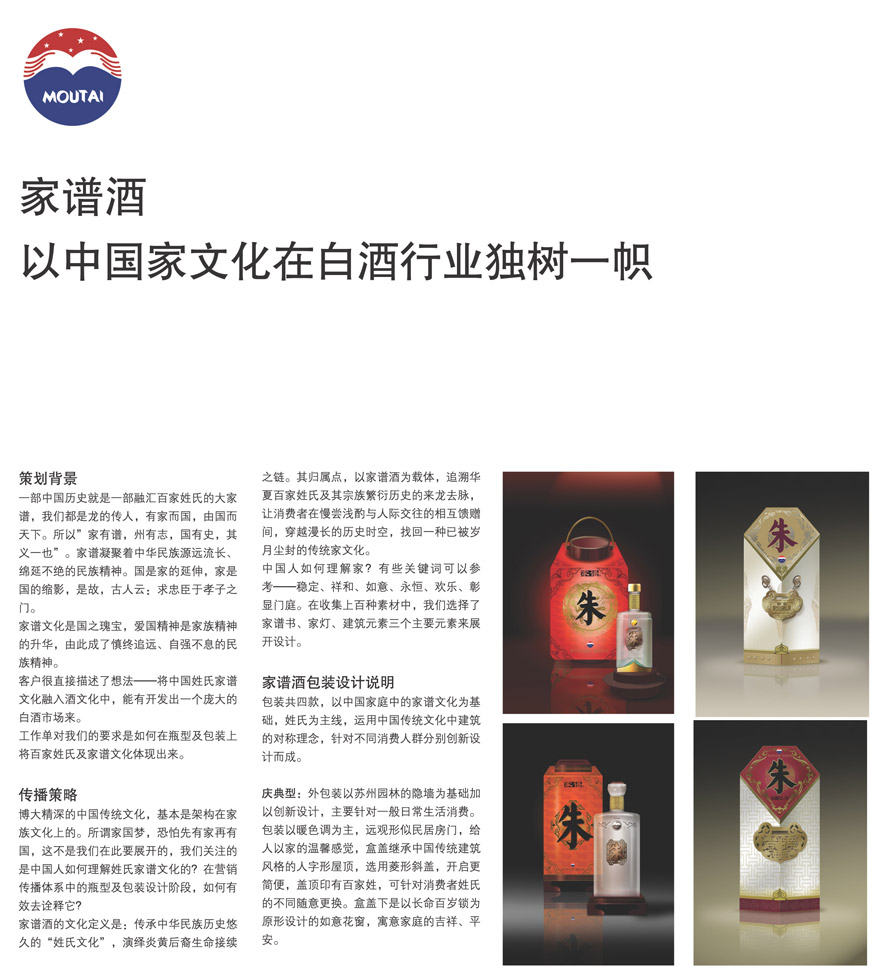 MOUTAI
家谱酒
以中国家文化在白酒行业独树一帜
策划背景
一部中国历史就是一部融汇百家姓氏的大家
谱，我们都是龙的传人，有家而国，由国而
天下。所以”家有谱，州有志，国有史，其
义一也”。家谱凝聚着中华民族源远流长、
绵延不绝的民族精神。国是家的延伸，家是
国的缩影，是故，古人云：求忠臣于孝子之
门。
家谱文化是国之瑰宝，爱国精神是家族精神
的升华，由此成了慎终追远、自强不息的民
族精神。
客户很直接描述了想法——将中国姓氏家谱
文化融入酒文化中，能有开发出一个庞大的
白酒市场来。
工作单对我们的要求是如何在瓶型及包装上
将百家姓氏及家谱文化体现出来。
传播策略
博大精深的中国传统文化，基本是架构在家
族文化上的。所谓家国梦，恐怕先有家再有
国，这不是我们在此要展开的，我们关注的
是中国人如何理解姓氏家谱文化的？在营销
传播体系中的瓶型及包装设计阶段，如何有
效去诠释它？
家谱酒的文化定义是：传承中华民族历史悠
久的“姓氏文化”，演绎炎黄后裔生命接续
之链。其归属点，以家谱酒为载体，追溯华
夏百家姓氏及其宗族繁衍历史的来龙去脉，
让消费者在慢尝浅酌与人际交往的相互馈赠
间，穿越漫长的历史时空，找回一种已被岁
月尘封的传统家文化。
中国人如何理解家？有些关键词可以参
考——稳定、祥和、如意、永恒、欢乐、彰
显门庭。在收集上百种素材中，我们选择了
家谱书、家灯、建筑元素三个主要元素来展
开设计。
家谱酒包装设计说明
包装共四款，以中国家庭中的家谱文化为基
础，姓氏为主线，运用中国传统文化中建筑
的对称理念，针对不同消费人群分别创新设
计而成。
庆典型：外包装以苏州园林的隐墙为基础加
以创新设计，主要针对一般日常生活消费。
包装以暖色调为主，远观形似民居房门，给
人以家的温馨感觉，盒盖继承中国传统建筑
风格的人字形屋顶，选用菱形斜盖，开启更
简便，盖顶印有百家姓，可针对消费者姓氏
的不同随意更换。盒盖下是以长命百岁锁为
原形设计的如意花窗，寓意家庭的吉祥、平
安。
朱
朱
朱
朱